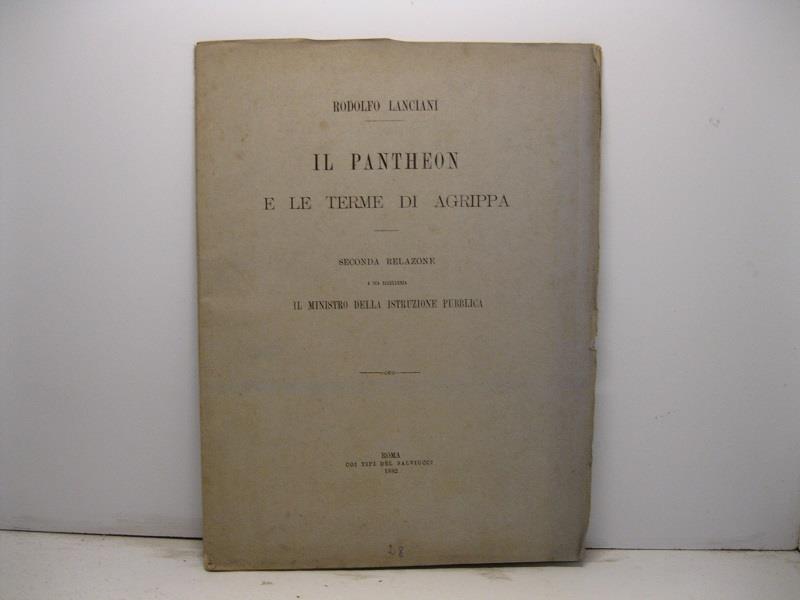 RODOLFO LANCIANI
IL PANTHEON
E LE TERME DI AGRIPPA
SECONDA RELAZONE
A SUA ECCELLENZA
IL MINISTRO DELLA ISTRUZIONE PUBBLICA
ROMA
COI TIPI DEL SALVIUCCI
1882
28